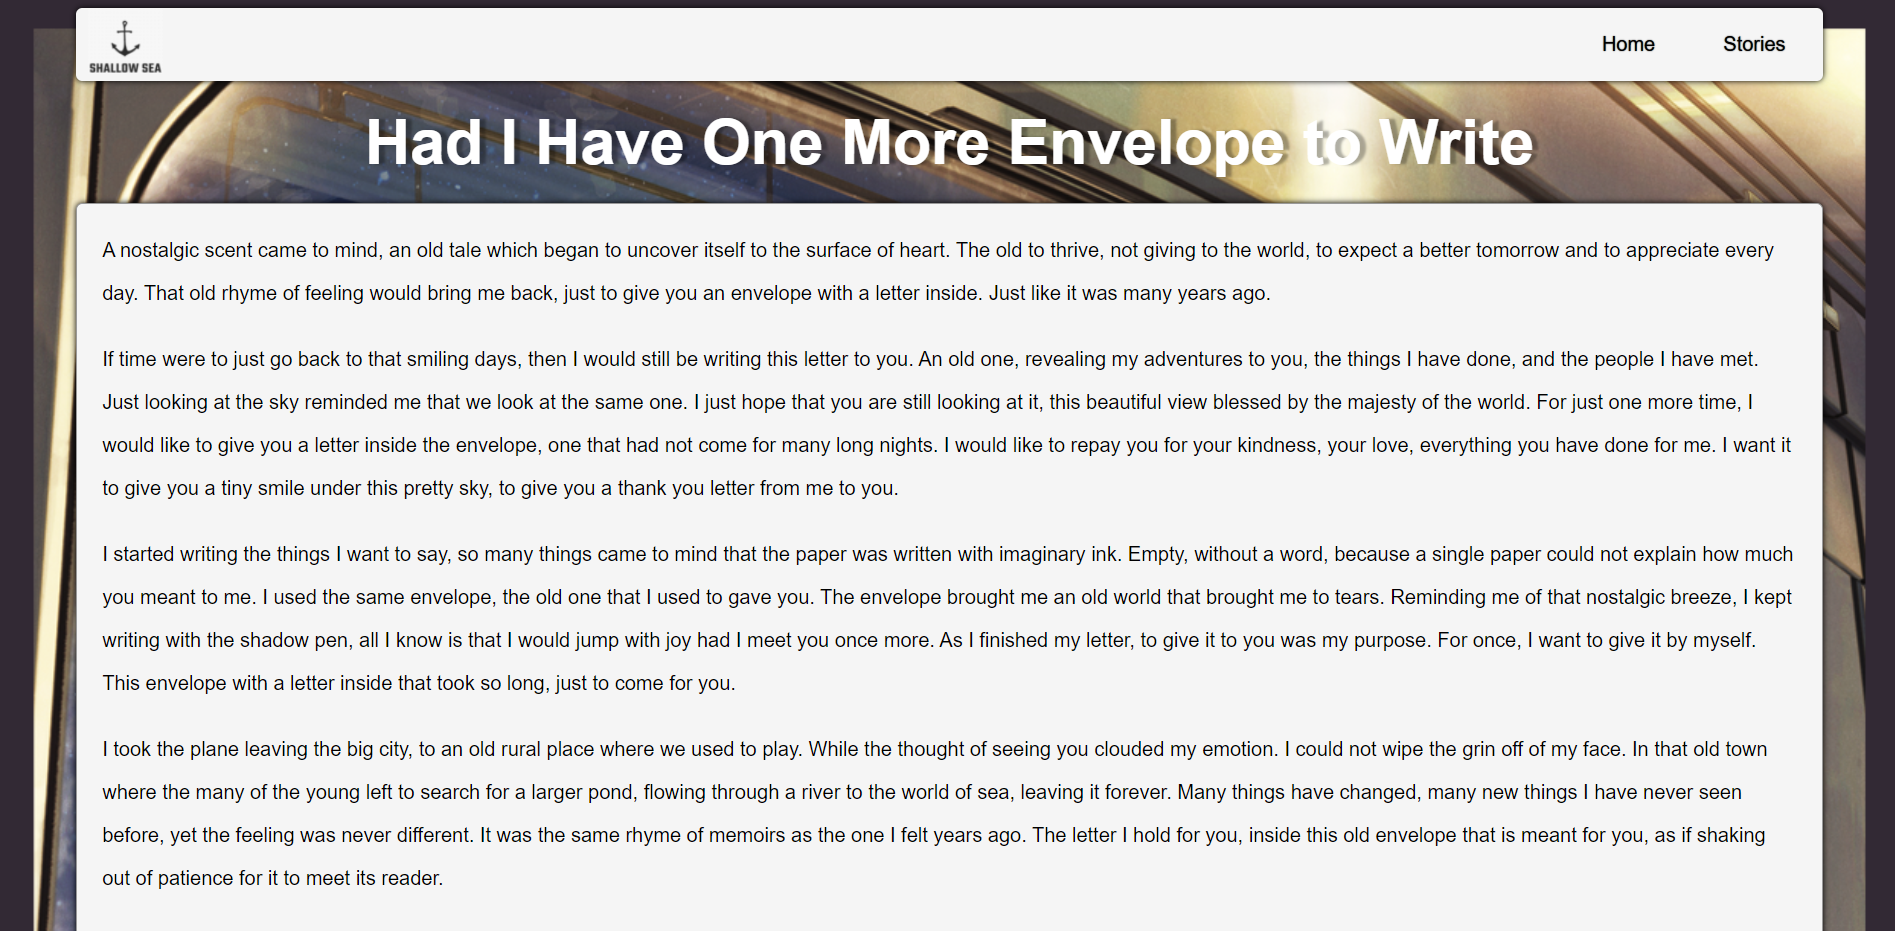 SHALLOW SEA
Home
Stories
Had I Have One More Envelope to Write
A nostalgic scent came to mind, an old tale which began to uncover itself to the surface of heart. The old to thrive, not giving to the world, to expect a better tomorrow and to appreciate every
day. That old rhyme of feeling would bring me back, just to give you an envelope with a letter inside. Just like it was many years ago.
If time were to just go back to that smiling days, then I would still be writing this letter to you. An old one, revealing my adventures to you, the things I have done, and the people I have met.
Just looking at the sky reminded me that we look at the same one. I just hope that you are still looking at it, this beautiful view blessed by the majesty of the world. For just one more time, I
would like to give you a letter inside the envelope, one that had not come for many long nights. I would like to repay you for your kindness, your love, everything you have done for me. I want it
to give you a tiny smile under this pretty sky, to give you a thank you letter from me to you.
I started writing the things I want to say, so many things came to mind that the paper was written with imaginary ink. Empty, without a word, because a single paper could not explain how much
you meant to me. I used the same envelope, the old one that I used to gave you. The envelope brought me an old world that brought me to tears. Reminding me of that nostalgic breeze, I kept
writing with the shadow pen, all I know is that I would jump with joy had I meet you once more. As I finished my letter, to give it to you was my purpose. For once, I want to give it by myself.
This envelope with a letter inside that took so long, just to come for you.
I took the plane leaving the big city, to an old rural place where we used to play. While the thought of seeing you clouded my emotion. I could not wipe the grin off of my face. In that old town
where the many of the young left to search for a larger pond, flowing through a river to the world of sea, leaving it forever. Many things have changed, many new things I have never seen
before, yet the feeling was never different. It was the same rhyme of memoirs as the one I felt years ago. The letter I hold for you, inside this old envelope that is meant for you, as if shaking
out of patience for it to meet its reader.